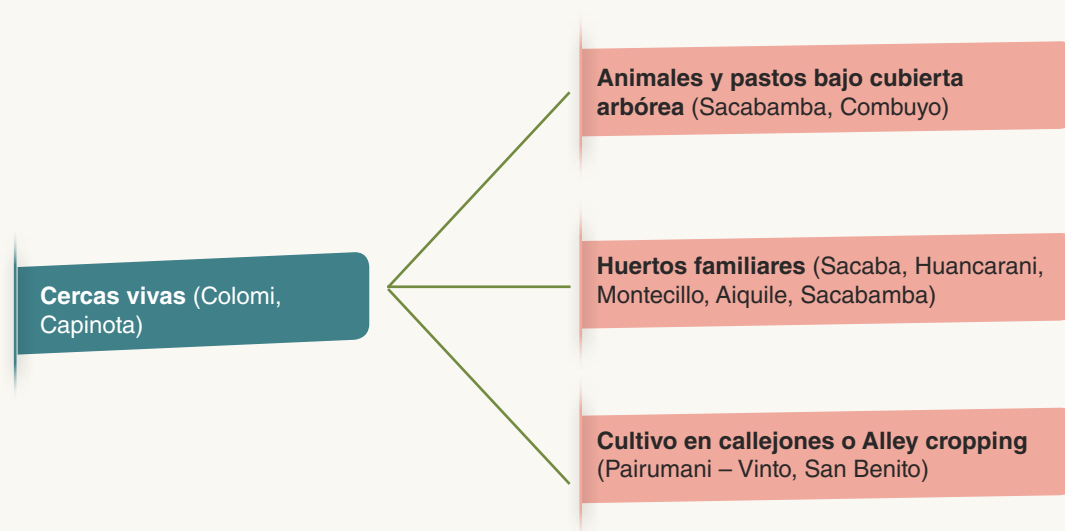 Cercas vivas (Colomi,
Capinota)
Animales y pastos bajo cubierta
arbórea (Sacabamba, Combuyo)
Huertos familiares (Sacaba, Huancarani,
Montecillo, Aiquile, Sacabamba)
Cultivo en callejones o Alley cropping
(Pairumani – Vinto, San Benito)